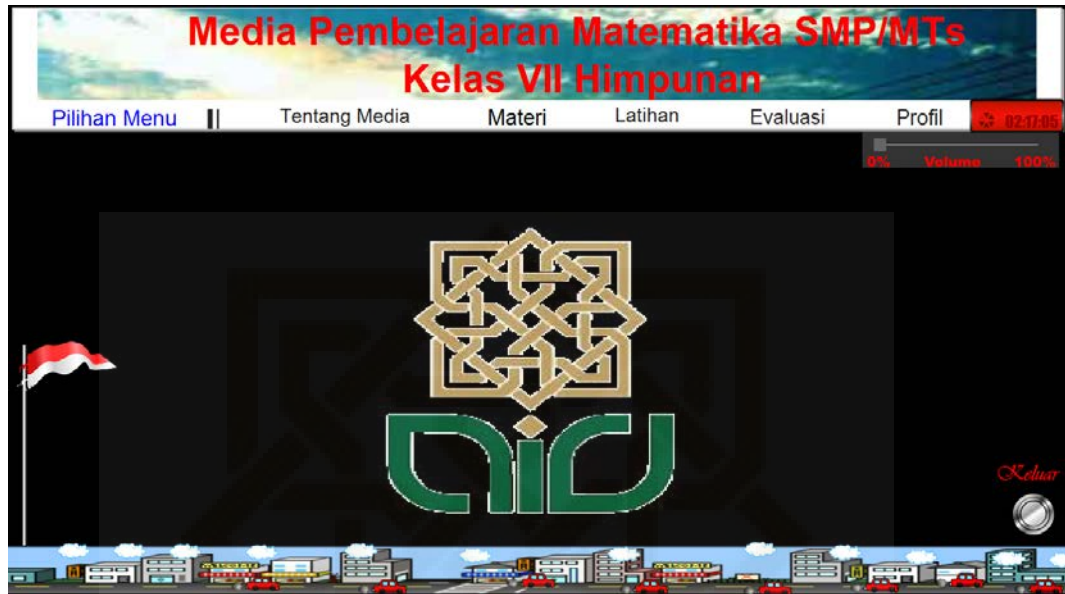 Media Pembelajaran Matematika SMP/MTs
Kelas VII Himpunan
Pilihan Menu || Tentang Media Materi Latihan Evaluasi Profil 02:17:05
0% Volume 100%
Keluar